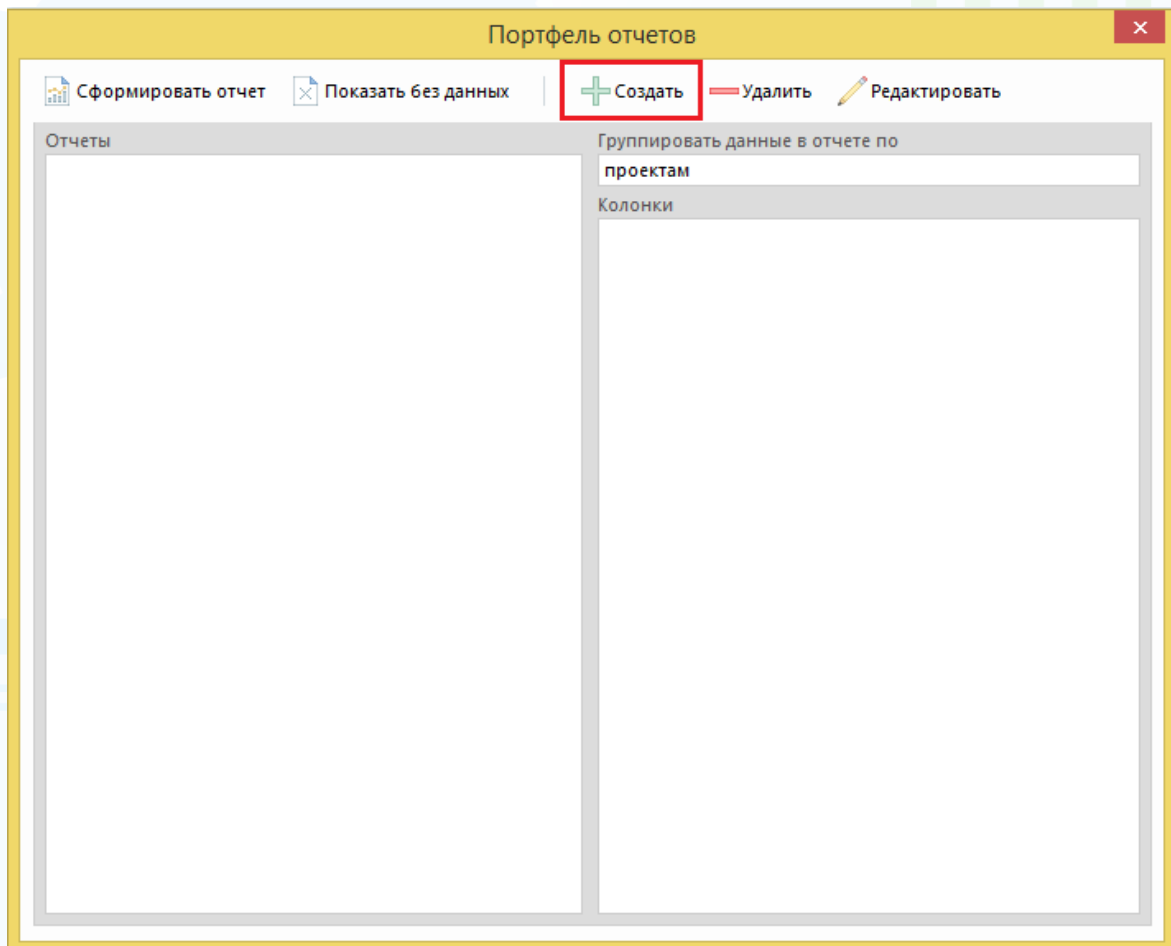 Портфель отчетов
Сформировать отчет Показать без данных Создать Удалить Редактировать
Отчеты
Группировать данные в отчете по
проектам
Колонки